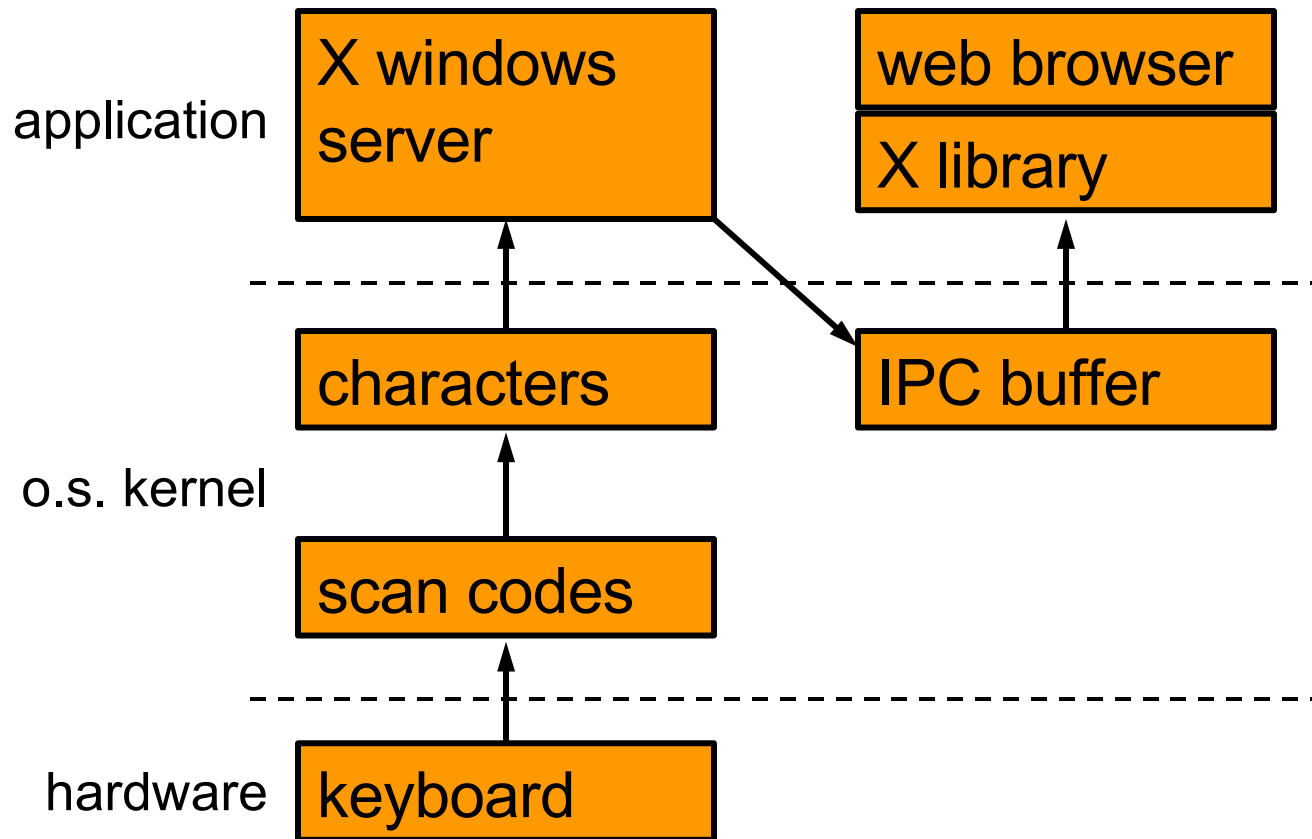 application
X windows
server
web browser
X library
characters
IPC buffer
o.s. kernel
scan codes
hardware
keyboard